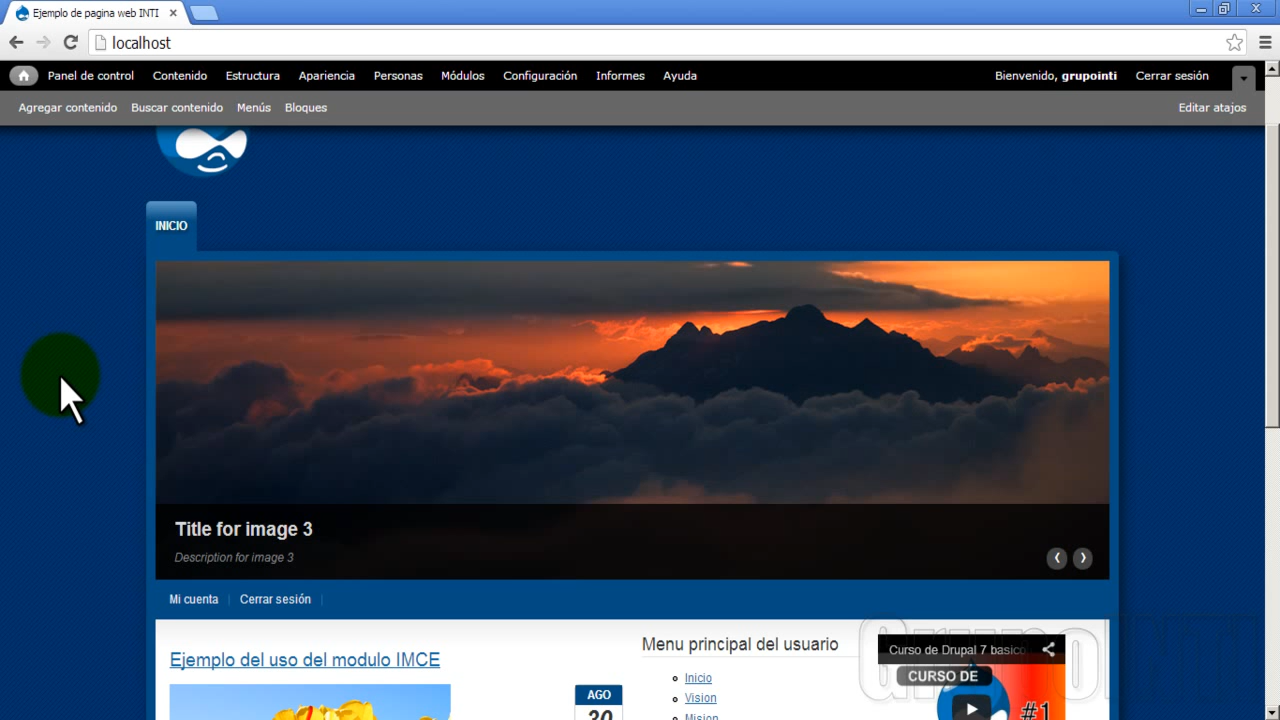 Ejemplo de pagina web INTI
localhost
Panel de control Contenido Estructura Apariencia Personas Módulos Configuración Informes Ayuda Bienvenido, grupointi Cerrar sesión
Agregar contenido Buscar contenido Menús Bloques Editar atajos
INICIO
Title for image 3
Description for image 3
Mi cuenta Cerrar sesión
Ejemplo del uso del modulo IMCE
AGO
30
Menu principal del usuario
Inicio
Vision
Mision
Curso de Drupal 7 basico
CURSO DE
#1